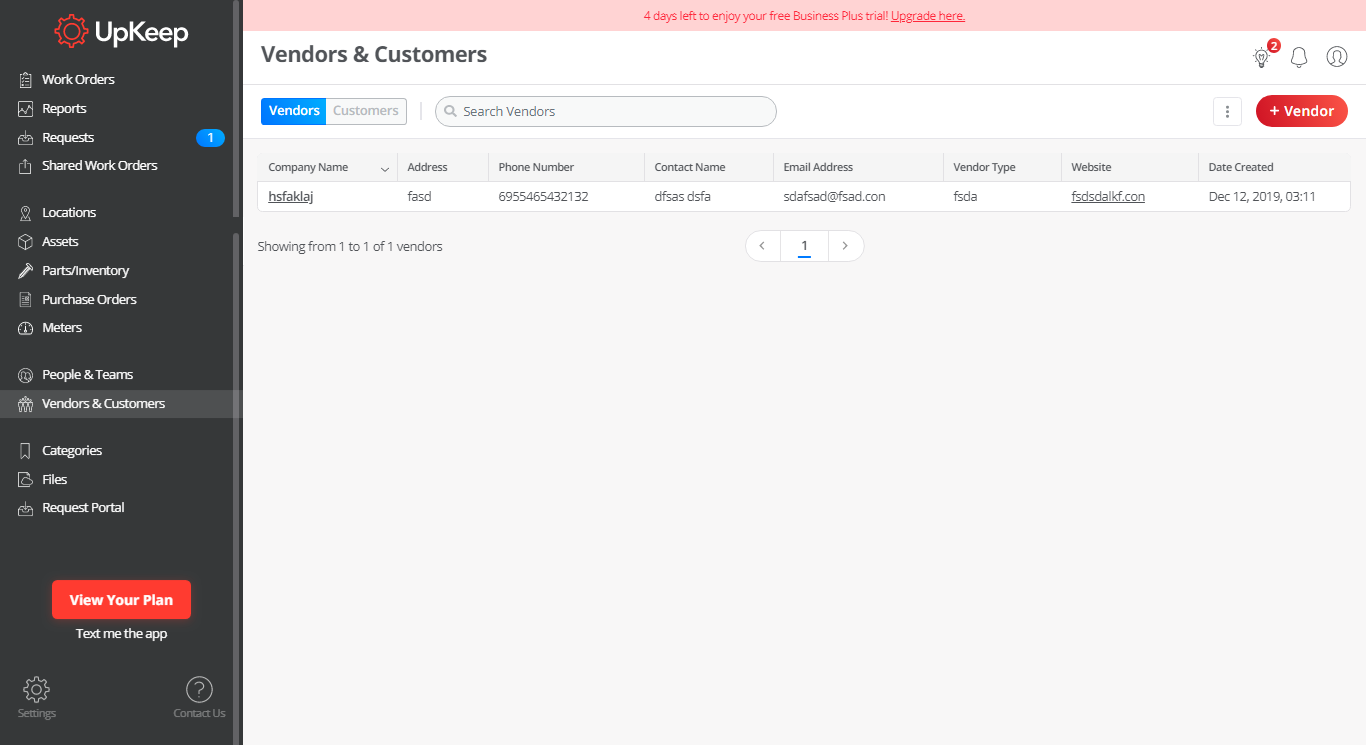 4 days left to enjoy your free Business Plus trial! Upgrade here.
UpKeep
Work Orders
Reports
Requests 1
Shared Work Orders
Locations
Assets
Parts/Inventory
Purchase Orders
Meters
People & Teams
Vendors & Customers
Categories
Files
Request Portal
View Your Plan
Text me the app
Settings Contact Us
Vendors & Customers
2
Vendors Customers Search Vendors + Vendor
Company Name Address Phone Number Contact Name Email Address Vendor Type Website Date Created
hsfaklaj fasd 6955465432132 dfsas dsfa sdafsad@fsad.con fsda fsdsdalkf.con Dec 12, 2019, 03:11
Showing from 1 to 1 of 1 vendors 1